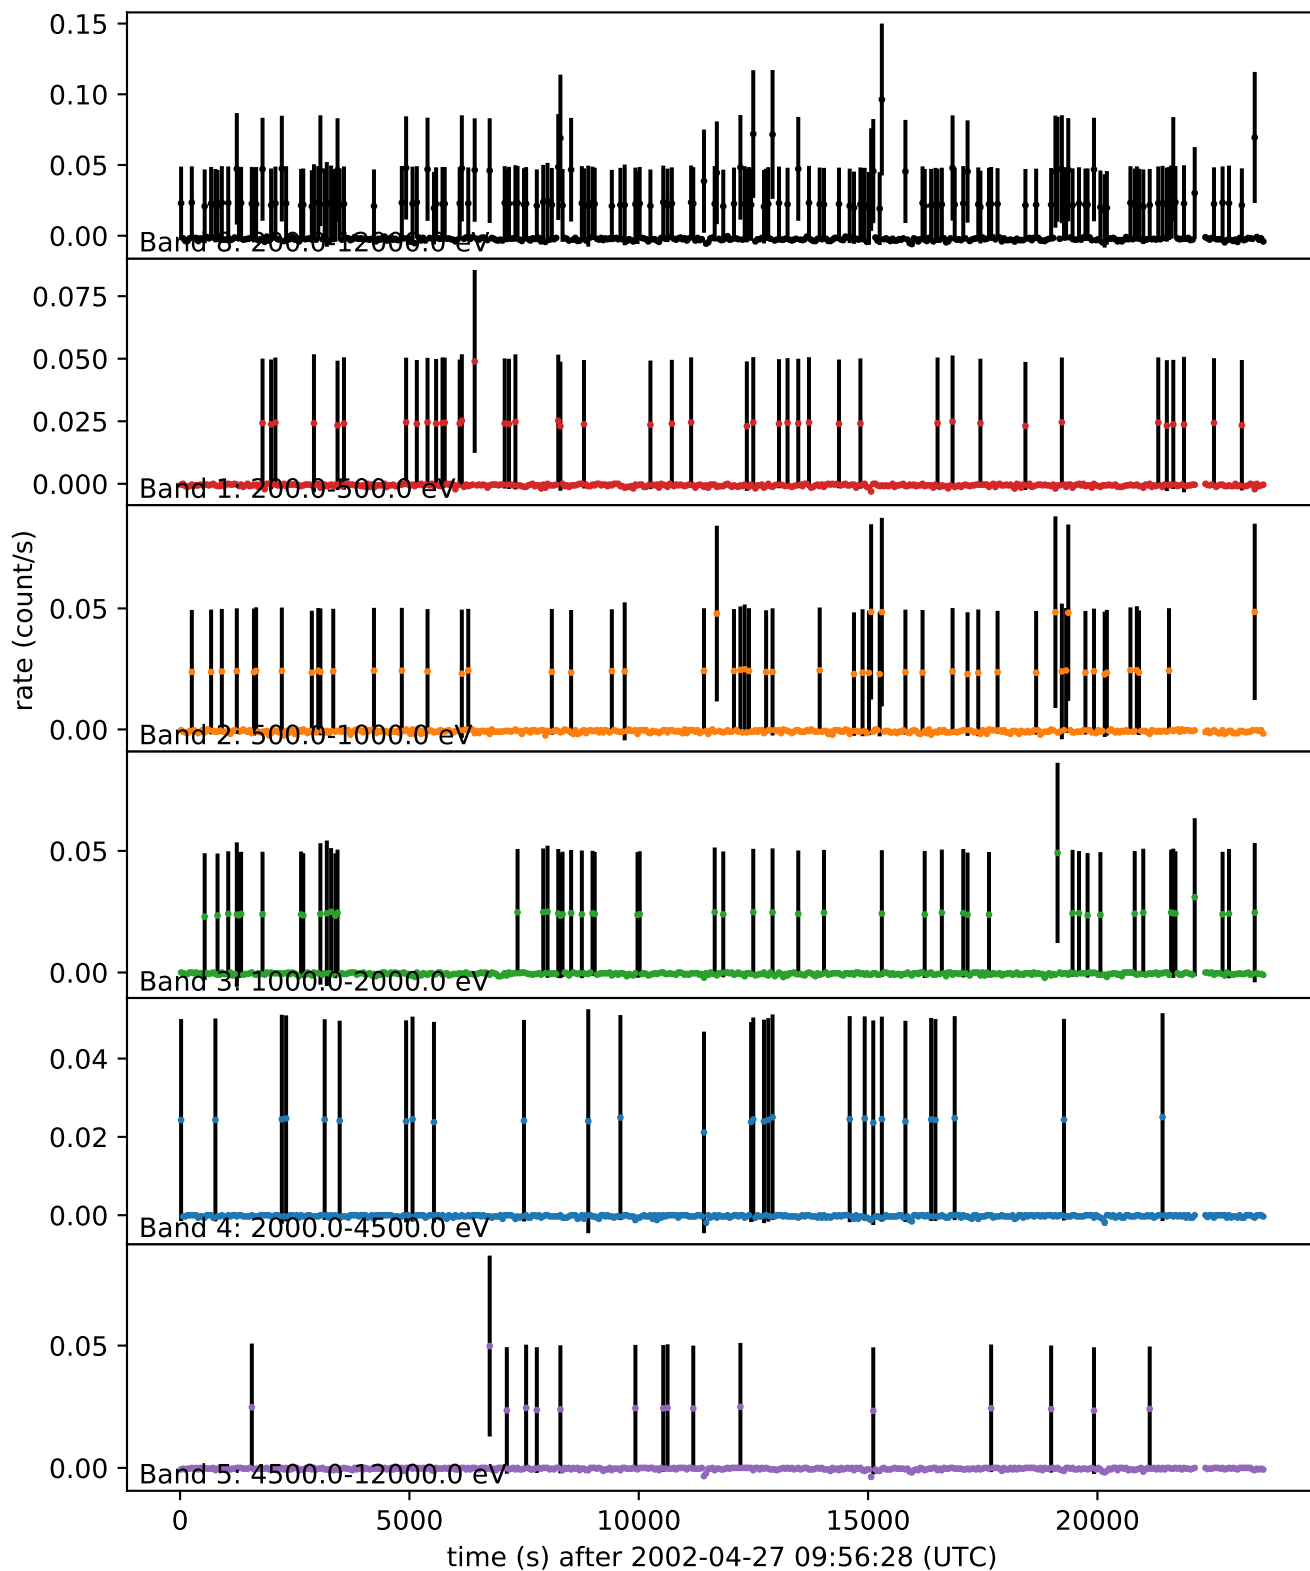 0.15
0.10
0.05
0.00
Band 8: 200.0-12000.0 eV
0.075
0.050
0.025
0.000
Band 1: 200.0-500.0 eV
rate (count/s)
0.05
0.00
Band 2: 500.0-1000.0 eV
0.05
0.00
Band 3: 1000.0-2000.0 eV
0.04
0.02
0.00
Band 4: 2000.0-4500.0 eV
0.05
0.00
Band 5: 4500.0-12000.0 eV
0 5000 10000 15000 20000
time (s) after 2002-04-27 09:56:28 (UTC)